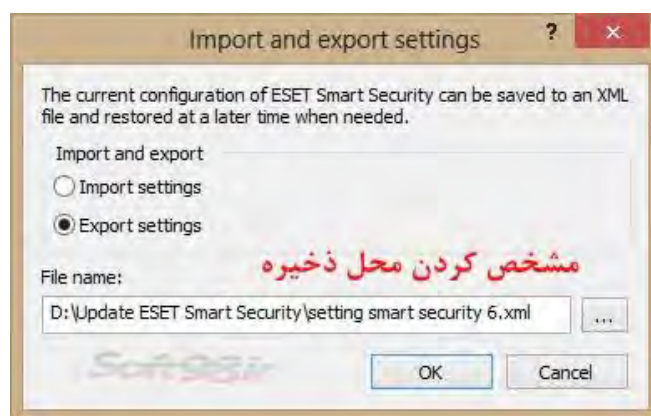 Import and export settings
?
×
The current configuration of ESET Smart Security can be saved to an XML
file and restored at a later time when needed.
Import and export
Import settings
Export settings
مشخص کردن محل ذخیره
File name:
D:\Update ESET Smart Security\setting smart security 6.xml
...
Soft98.ir
OK
Cancel